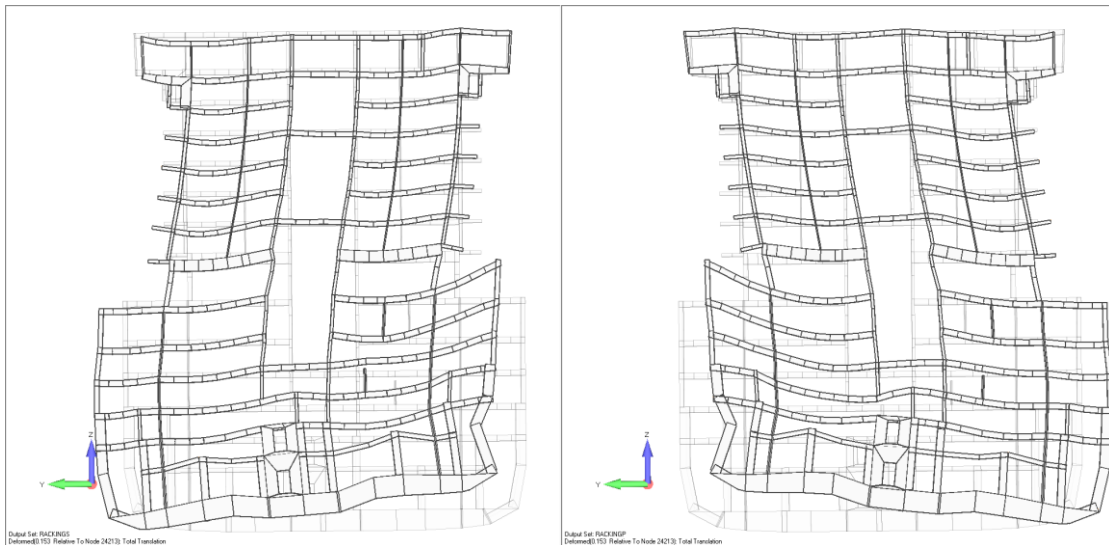 Z
Y
Output Set: RACKINGS
Deformed(0.153 Relative To Node 24213): Total Translation
Z
Y
Output Set: RACKINGP
Deformed(0.153 Relative To Node 24213): Total Translation